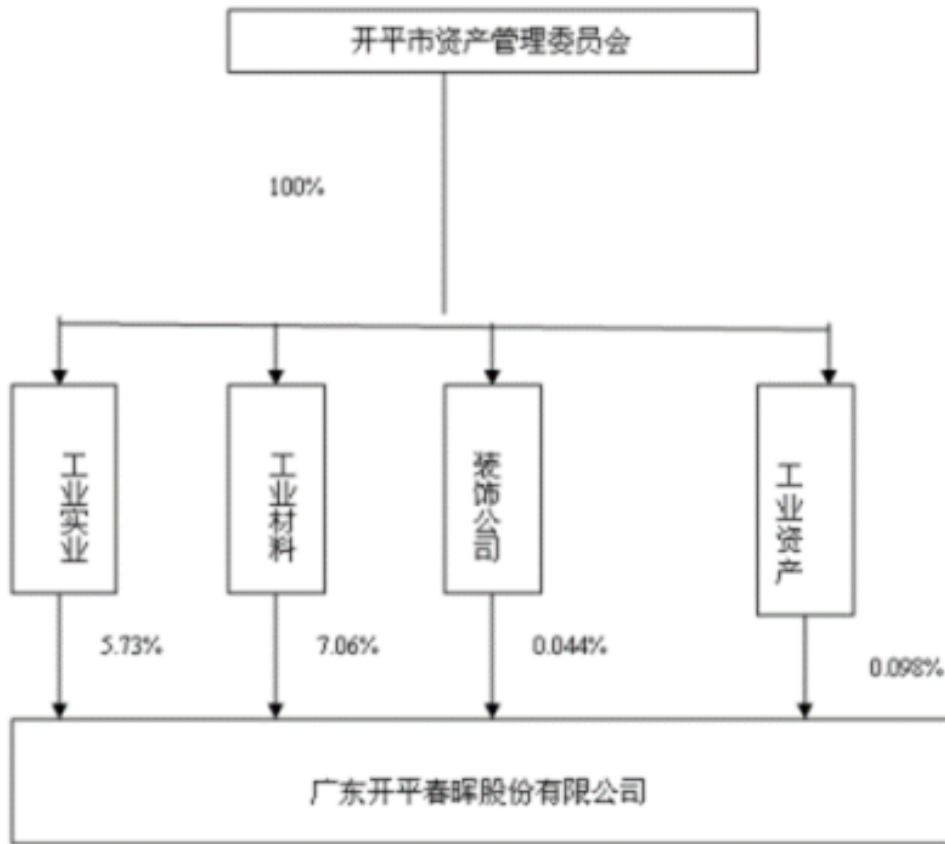 开平市资产管理委员会
100%
工业实业
工业材料
装饰公司
工业资产
5.73%
7.06%
0.044%
0.098%
广东开平春晖股份有限公司